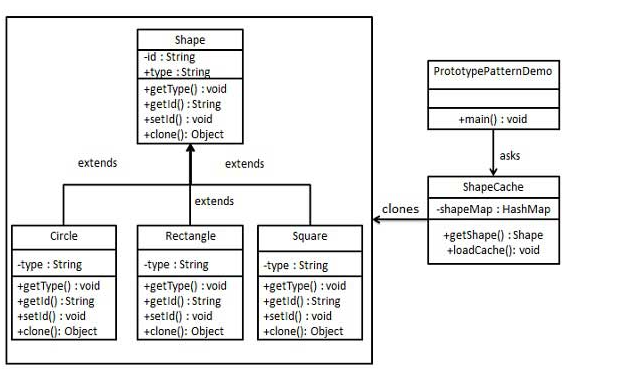 Shape
-id : String
+type : String
+getType() : void
+getId() : String
+setId() : void
+clone(): Object
PrototypePatternDemo
+main() : void
asks
ShapeCache
-shapeMap : HashMap
+getShape() : Shape
+loadCache(): void
clones
extends
extends
extends
Circle
-type : String
+getType() : void
+getId() : String
+setId() : void
+clone(): Object
Rectangle
-type : String
+getType() : void
+getId() : String
+setId() : void
+clone(): Object
Square
-type : String
+getType() : void
+getId() : String
+setId() : void
+clone(): Object